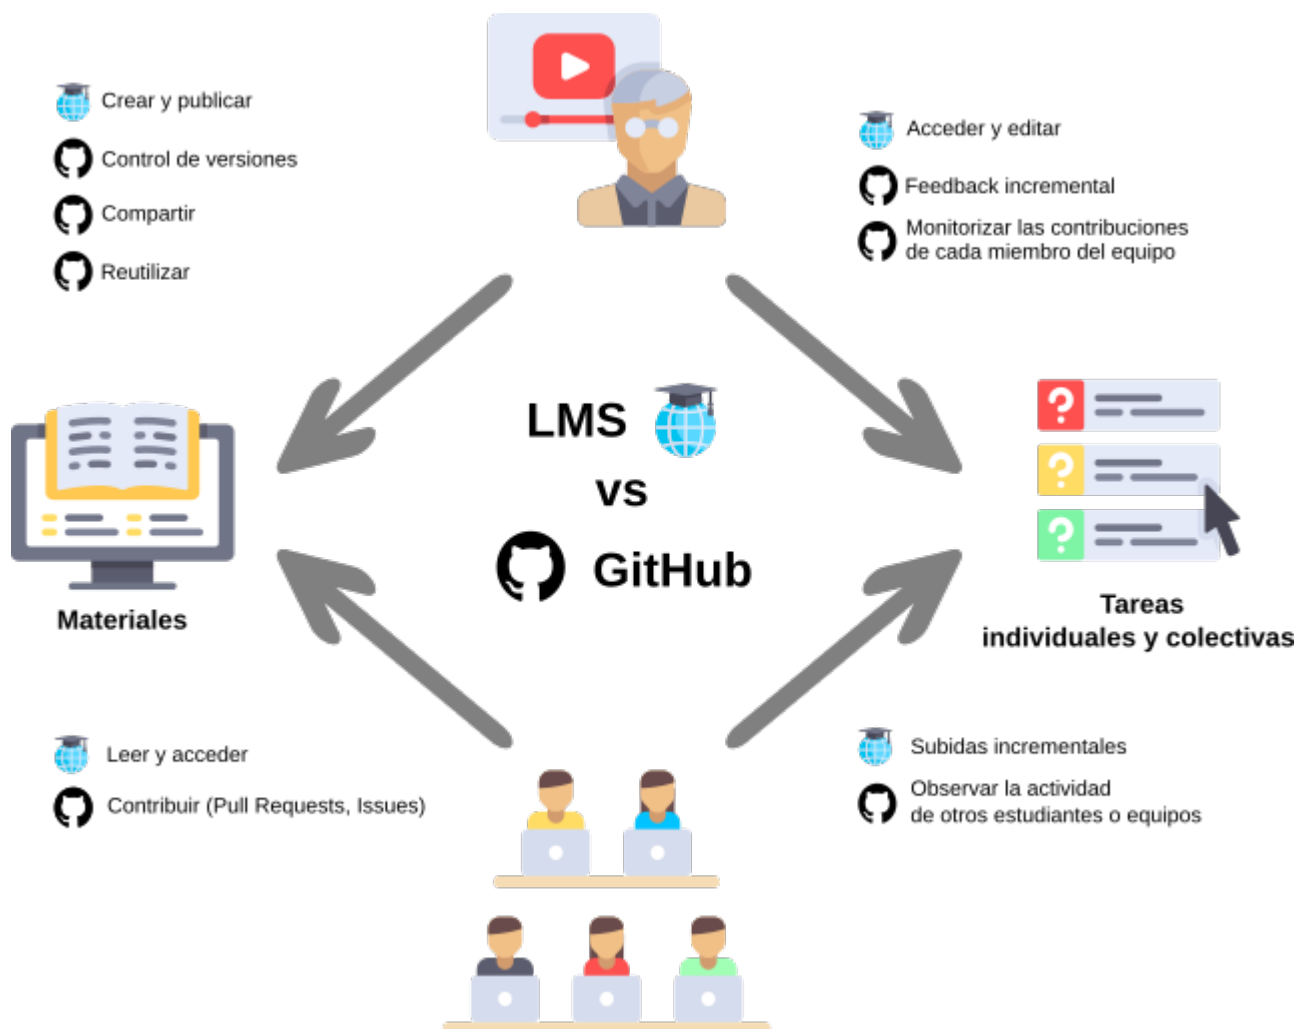 Crear y publicar
Control de versiones
Compartir
Reutilizar
Acceder y editar
Feedback incremental
Monitorizar las contribuciones
de cada miembro del equipo
LMS
vs
GitHub
Materiales
Tareas
individuales y colectivas
Leer y acceder
Contribuir (Pull Requests, Issues)
Subidas incrementales
Observar la actividad
de otros estudiantes o equipos